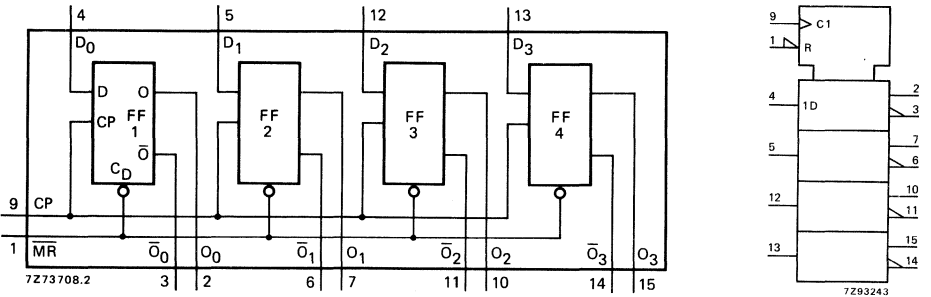 4 5 12 13
D0 D1 D2 D3
D O
CP FF 1
Ō
CD
FF 2
FF 3
FF 4
9 CP
1 M̅R̅
Ō0 O0 Ō1 O1 Ō2 O2 Ō3 O3
7Z73708.2 3 2 6 7 11 10 14 15
9 C1
1 R
4 1D 2
3
5 7
6
12 10
11
13 15
14
7Z93243